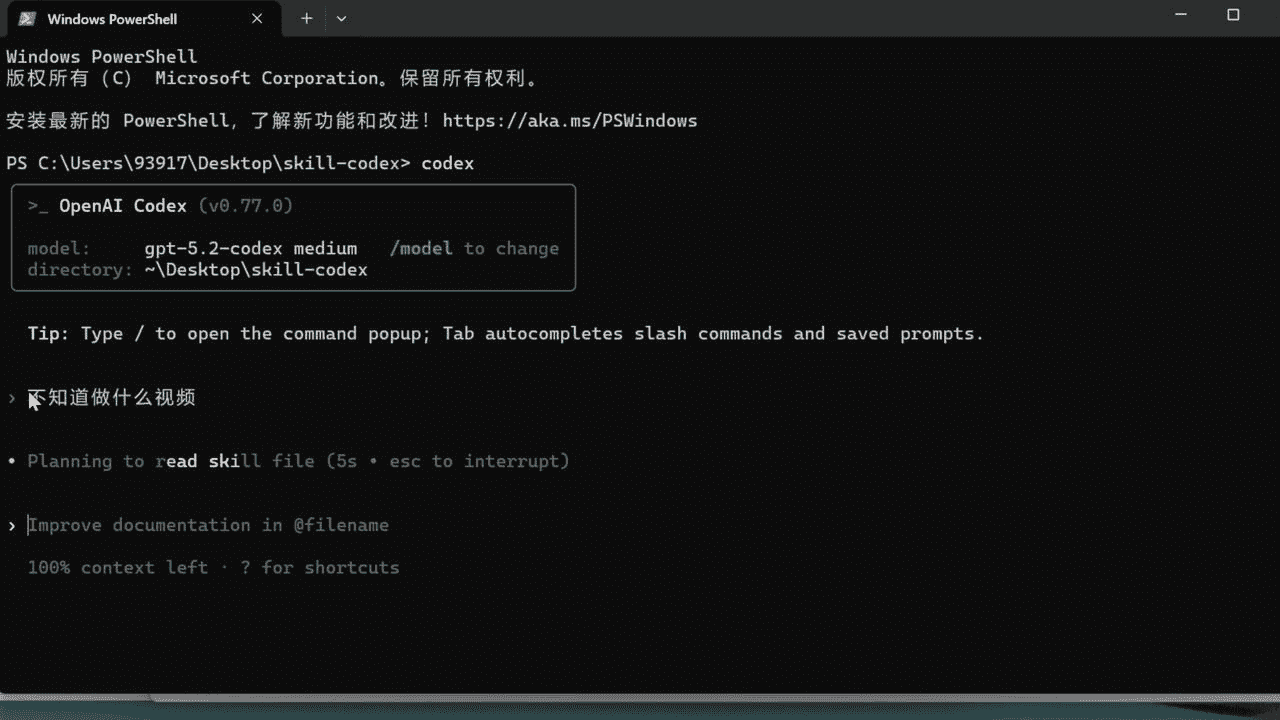 Windows PowerShell
Windows PowerShell
版权所有（C） Microsoft Corporation。保留所有权利。
安装最新的 PowerShell，了解新功能和改进！https://aka.ms/PSWindows
PS C:\Users\93917\Desktop\skill-codex> codex
>_ OpenAI Codex (v0.77.0)
model: gpt-5.2-codex medium /model to change
directory: ~\Desktop\skill-codex
Tip: Type / to open the command popup; Tab autocompletes slash commands and saved prompts.
› 不知道做什么视频
• Planning to read skill file (5s • esc to interrupt)
› Improve documentation in @filename
100% context left · ? for shortcuts